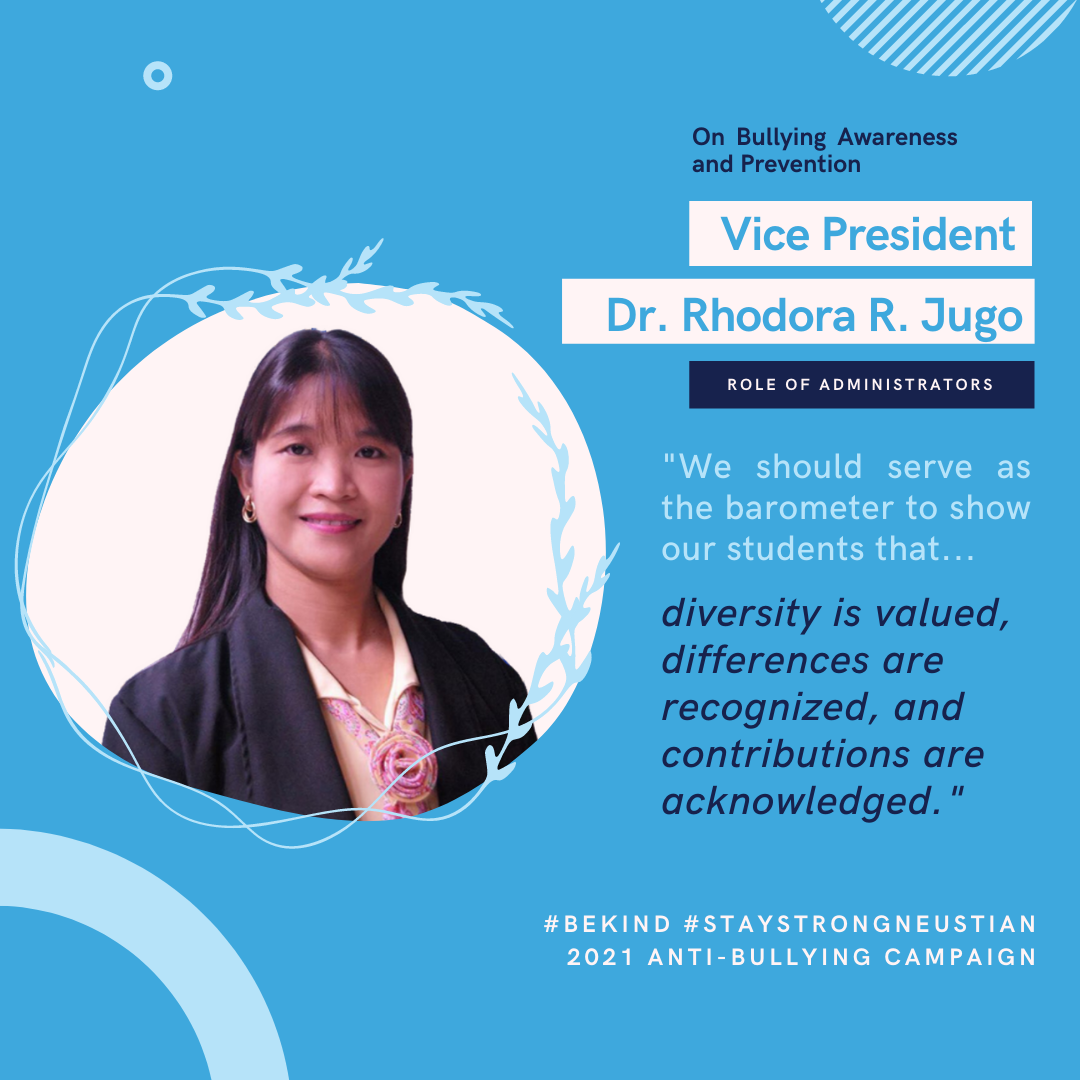 On Bullying Awareness
and Prevention
Vice President
Dr. Rhodora R. Jugo
ROLE OF ADMINISTRATORS
"We should serve as
the barometer to show
our students that...
diversity is valued,
differences are
recognized, and
contributions are
acknowledged."
#BEKIND #STAYSTRONGNEUSTIAN
2021 ANTI-BULLYING CAMPAIGN